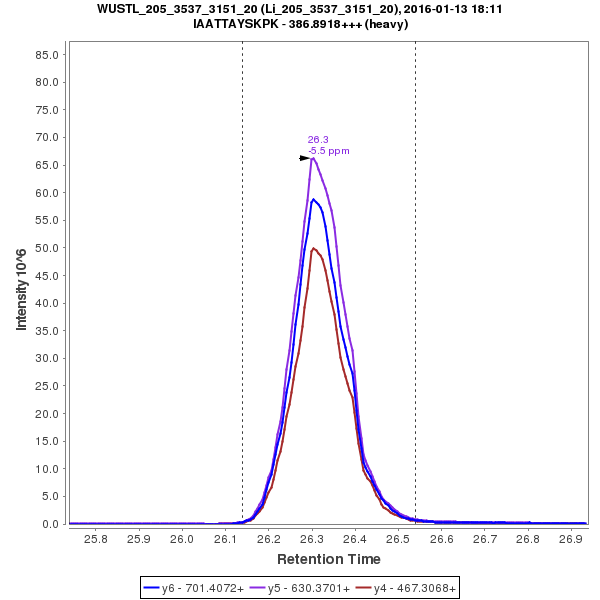 WUSTL_205_3537_3151_20 (Li_205_3537_3151_20), 2016-01-13 18:11
IAATTAYSKPK - 386.8918+++ (heavy)
85.0
80.0
75.0
70.0
65.0
60.0
55.0
50.0
45.0
40.0
35.0
30.0
25.0
20.0
15.0
10.0
5.0
0.0
Intensity 10^6
26.3
-5.5 ppm
25.8 25.9 26.0 26.1 26.2 26.3 26.4 26.5 26.6 26.7 26.8 26.9
Retention Time
y6 - 701.4072+ y5 - 630.3701+ y4 - 467.3068+